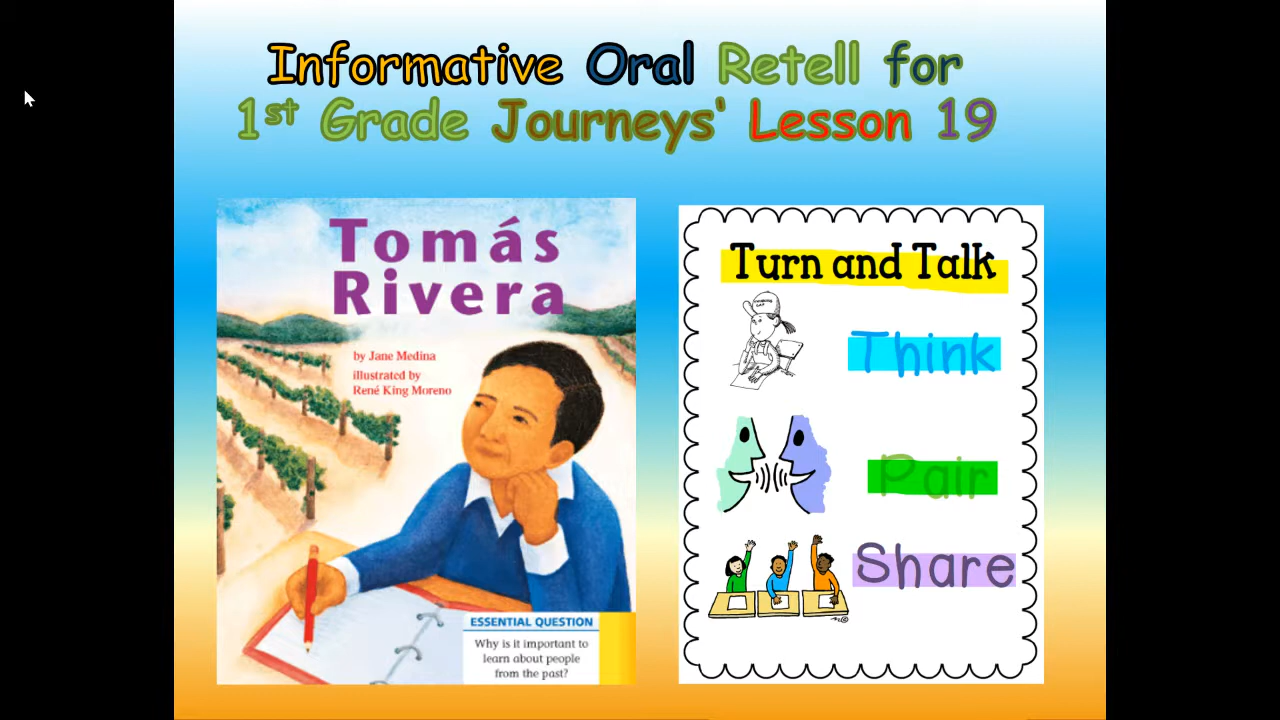 Informative Oral Retell for
1st Grade Journeys' Lesson 19
Tomás
Rivera
by Jane Medina
illustrated by
René King Moreno
ESSENTIAL QUESTION
Why is it important to
learn about people
from the past?
Turn and Talk
Think
Pair
Share